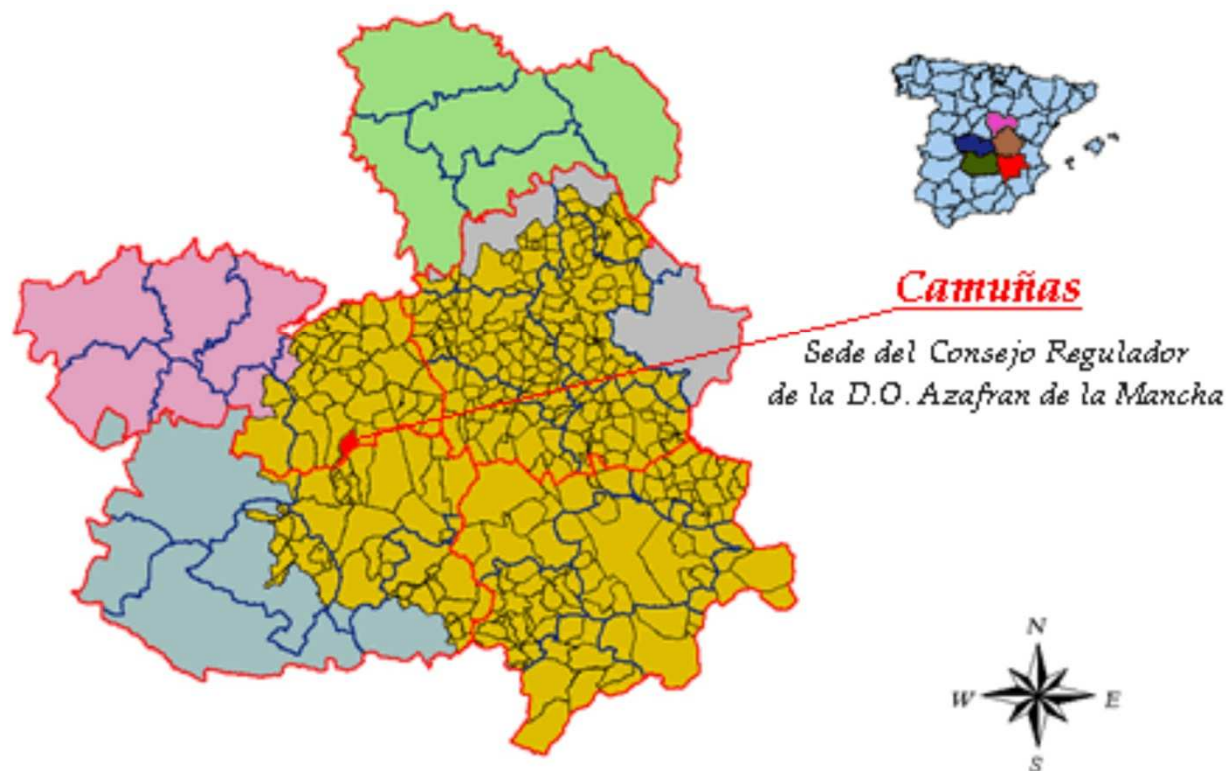 Camuñas
Sede del Consejo Regulador
de la D.O. Azafran de la Mancha
N
W E
S